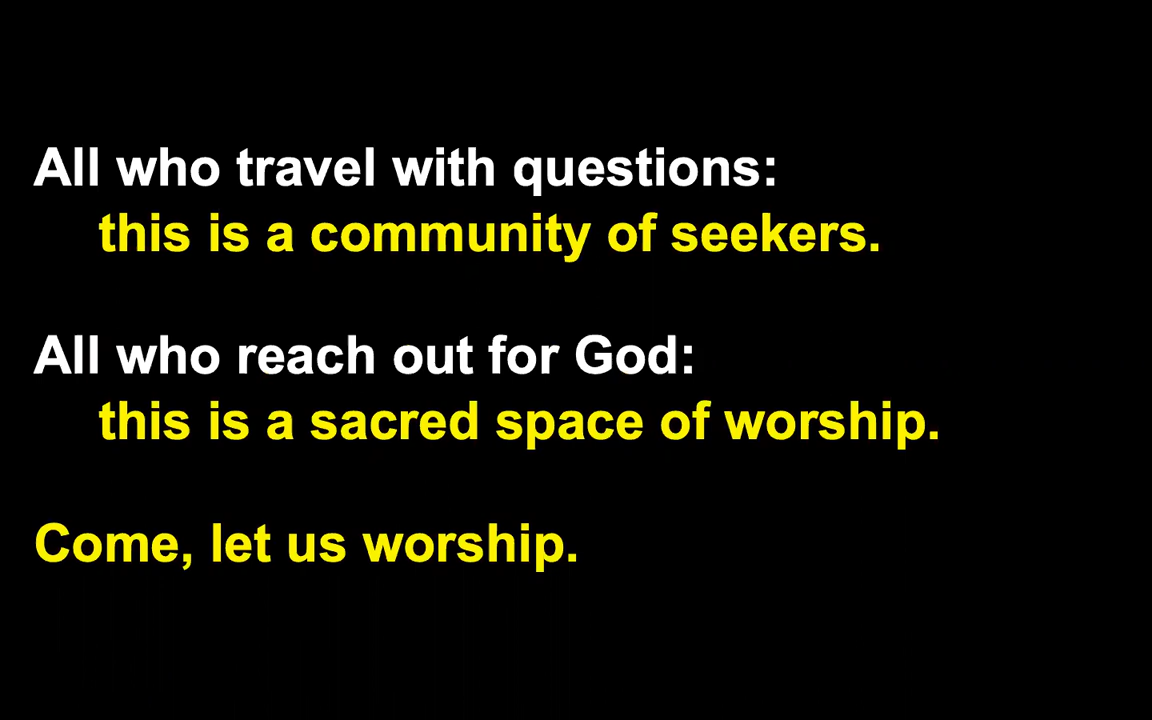 All who travel with questions:
this is a community of seekers.
All who reach out for God:
this is a sacred space of worship.
Come, let us worship.